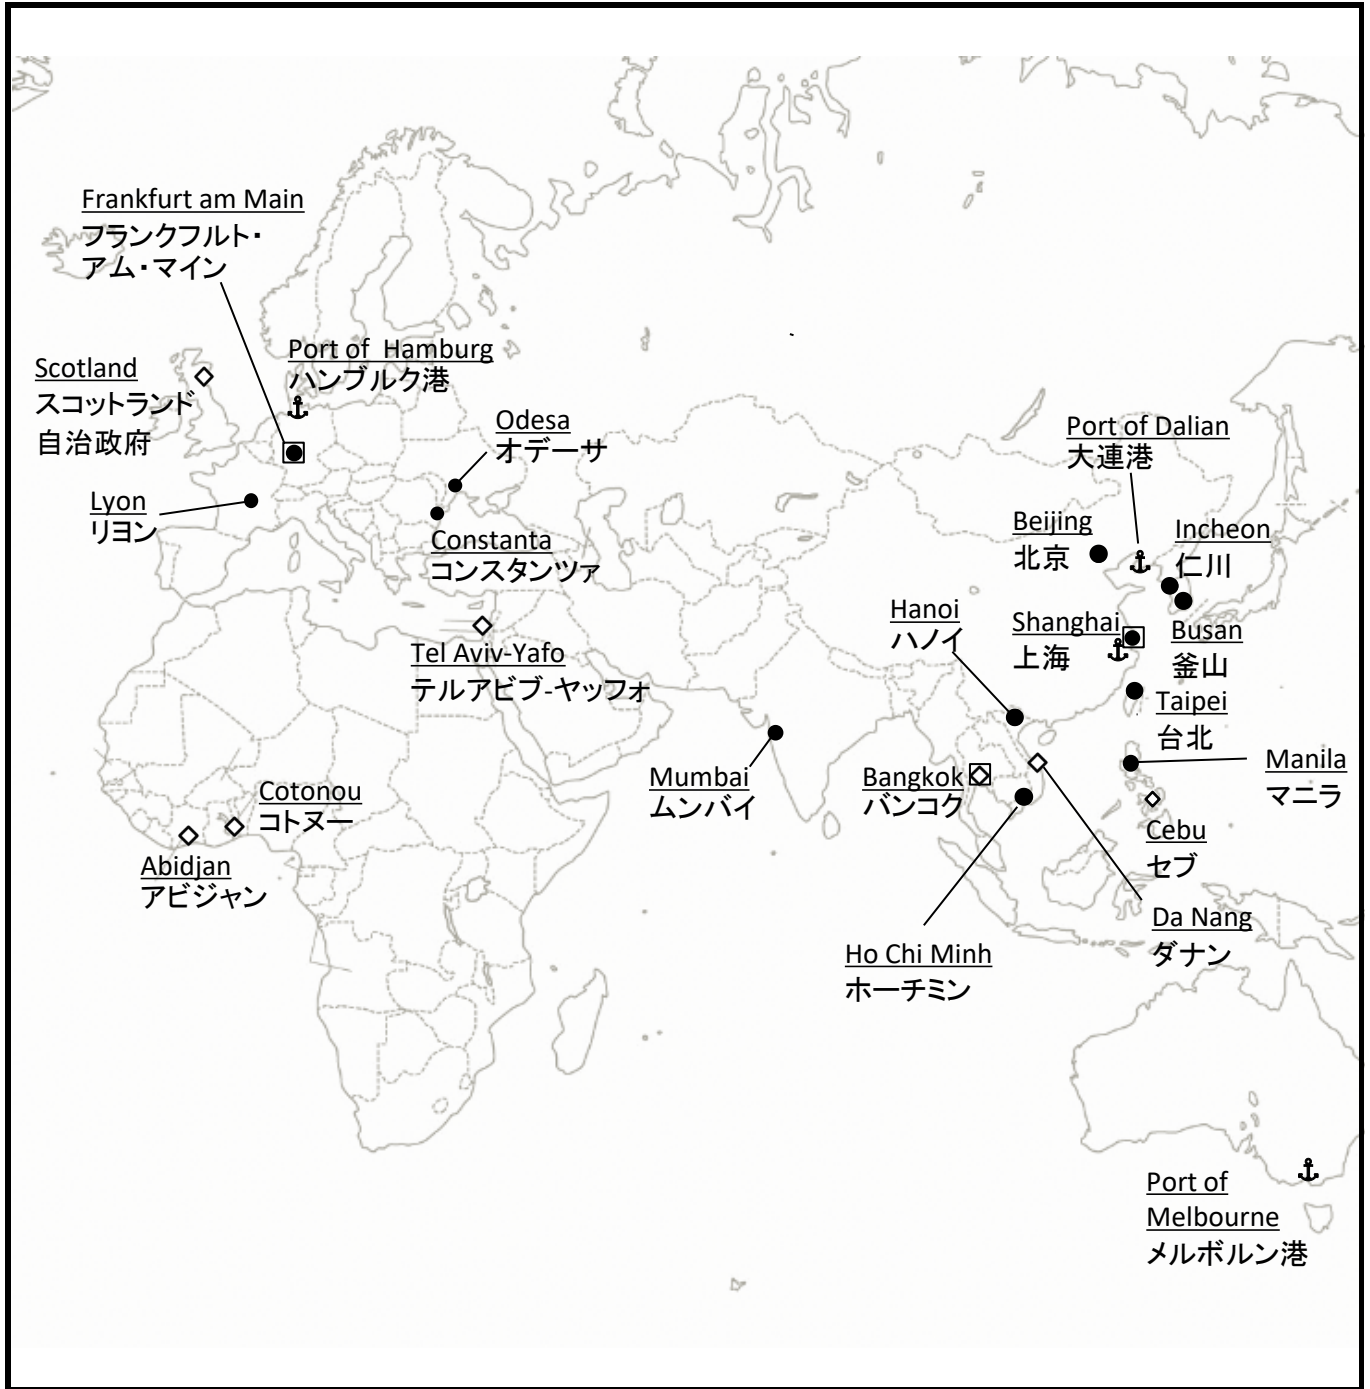 Frankfurt am Main
フランクフルト・
アム・マイン
Port of Hamburg
ハンブルク港
Scotland
スコットランド
自治政府
Odesa
オデーサ
Port of Dalian
大連港
Lyon
リヨン
Constanta
コンスタンツァ
Beijing
北京
Incheon
仁川
Hanoi
ハノイ
Shanghai
上海
Busan
釜山
Tel Aviv-Yafo
テルアビブ-ヤッフォ
Taipei
台北
Mumbai
ムンバイ
Bangkok
バンコク
Manila
マニラ
Cotonou
コトヌー
Cebu
セブ
Abidjan
アビジャン
Da Nang
ダナン
Ho Chi Minh
ホーチミン
Port of
Melbourne
メルボルン港